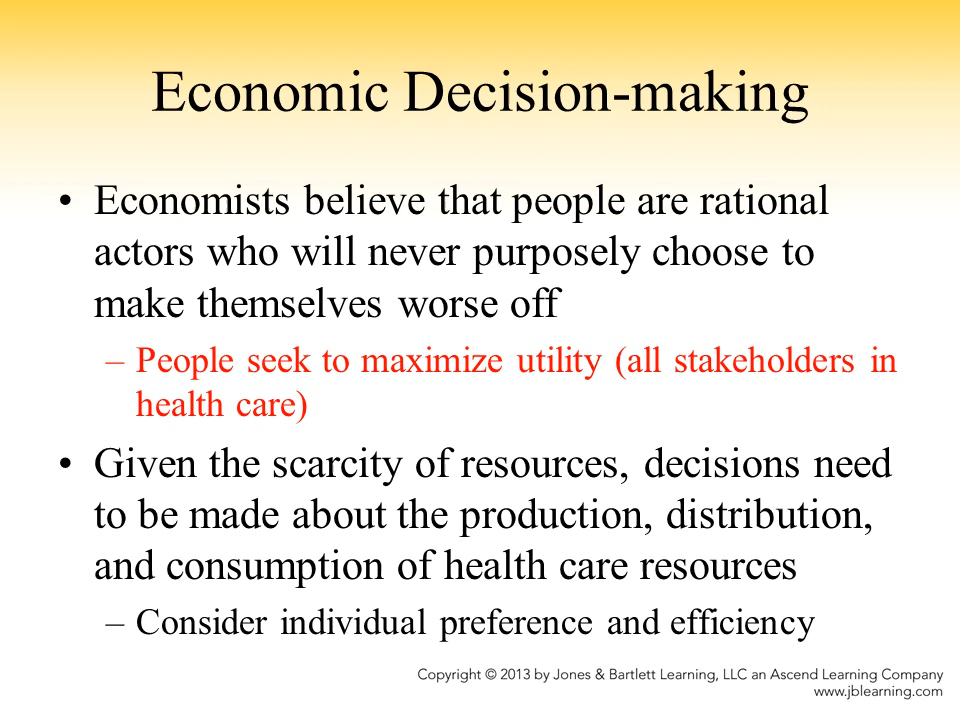 Economic Decision-making
• Economists believe that people are rational
actors who will never purposely choose to
make themselves worse off
– People seek to maximize utility (all stakeholders in
health care)
• Given the scarcity of resources, decisions need
to be made about the production, distribution,
and consumption of health care resources
– Consider individual preference and efficiency
Copyright © 2013 by Jones & Bartlett Learning, LLC an Ascend Learning Company
www.jblearning.com